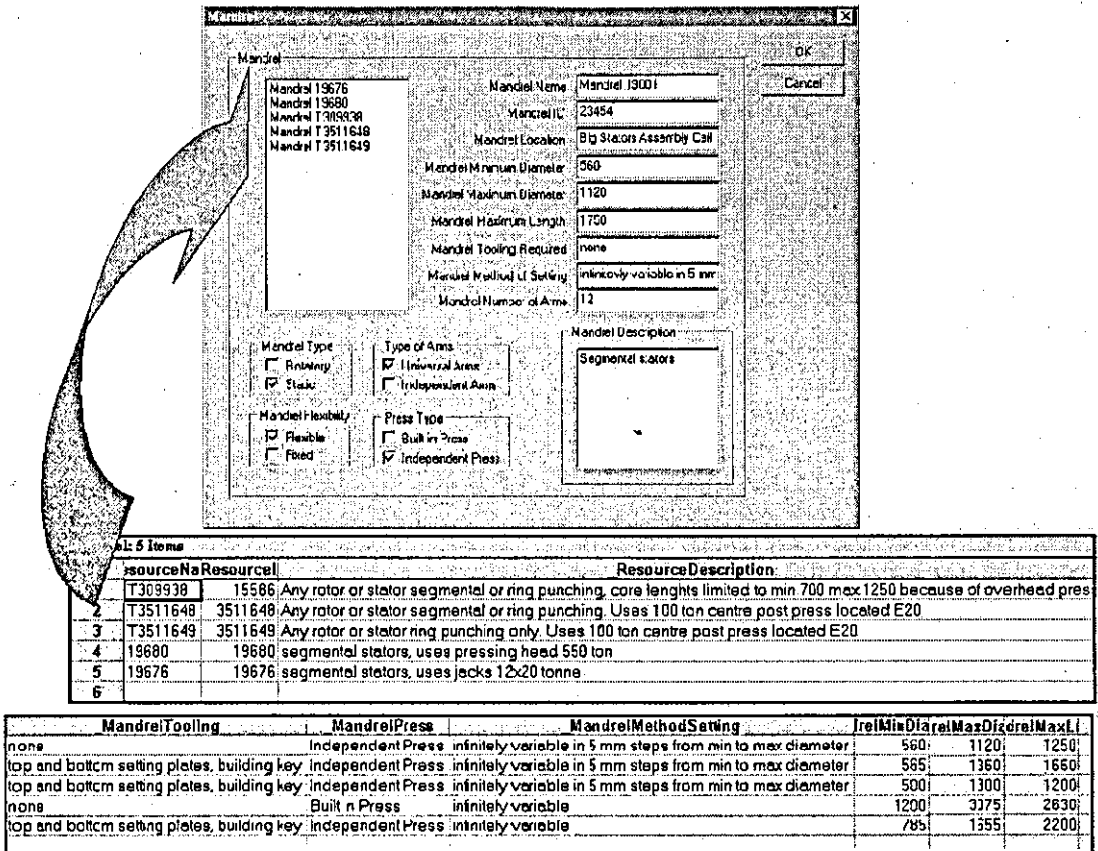 Mandrel
OK
Cancel
Mandrel
Mandrel 19676
Mandrel 19680
Mandrel T309938
Mandrel T3511648
Mandrel T3511649
Mandrel Name
Mandrel ID 23454
Mandrel Location Big Stators Assembly Cell
Mandrel Minimum Diameter 560
Mandrel Maximum Diameter 1120
Mandrel Maximum Length 1750
Mandrel Tooling Required none
Mandrel Method of Setting infinitevly variable in 5 mm
Mandrel Number of Arms 12
Mandrel Type
Rotatory
Static
Type of Arms
Universal Arms
Independent Arms
Mandrel Flexibility
Flexible
Fixed
Press Type
Built in Press
Independent Press
Mandrel Description
Segmental stators
el: 5 Items
esourceNa ResourceI ResourceDescription
T309938 15586 Any rotor or stator segmental or ring punching, core lenghts limited to min 700 max 1250 because of overhead pres
2 T3511648 3511648 Any rotor or stator segmental or ring punching. Uses 100 ton centre post press located E20
3 T3511649 3511649 Any rotor or stator ring punching only. Uses 100 ton centre post press located E20
4 19680 19680 segmental stators, uses pressing head 550 ton
5 19676 19676 segmental stators, uses jacks 12x20 tonne
6
MandrelTooling MandrelPress MandrelMethodSetting relMinDia relMaxDia drelMaxL
none Independent Press infinitely variable in 5 mm steps from min to max diameter 560 1120 1250
top and bottom setting plates, building key Independent Press infinitely variable in 5 mm steps from min to max diameter 565 1360 1660
top and bottom setting plates, building key Independent Press infinitely variable in 5 mm steps from min to max diameter 500 1300 1200
none Built n Press infinitely variable 1200 3375 2630
top and bottom setting plates, building key Independent Press infinitely variable 785 1555 2200